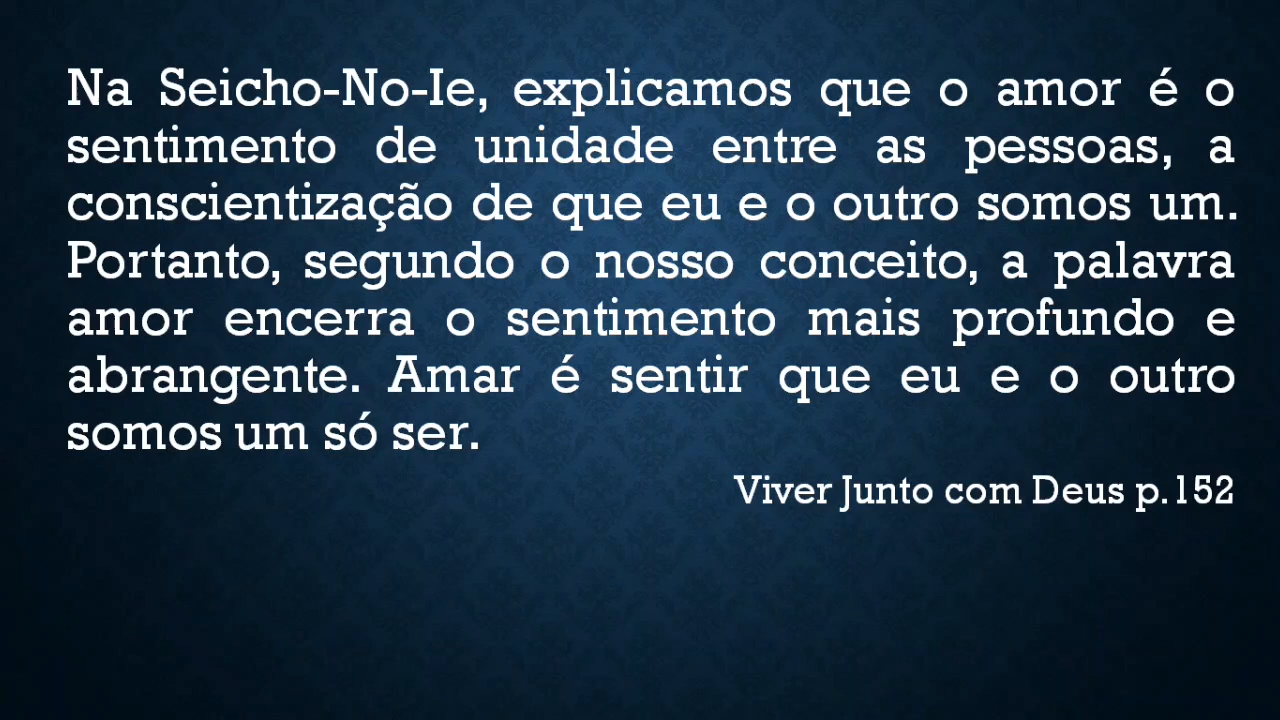 Na Seicho-No-Ie, explicamos que o amor é o
sentimento de unidade entre as pessoas, a
conscientização de que eu e o outro somos um.
Portanto, segundo o nosso conceito, a palavra
amor encerra o sentimento mais profundo e
abrangente. Amar é sentir que eu e o outro
somos um só ser.
Viver Junto com Deus p.152